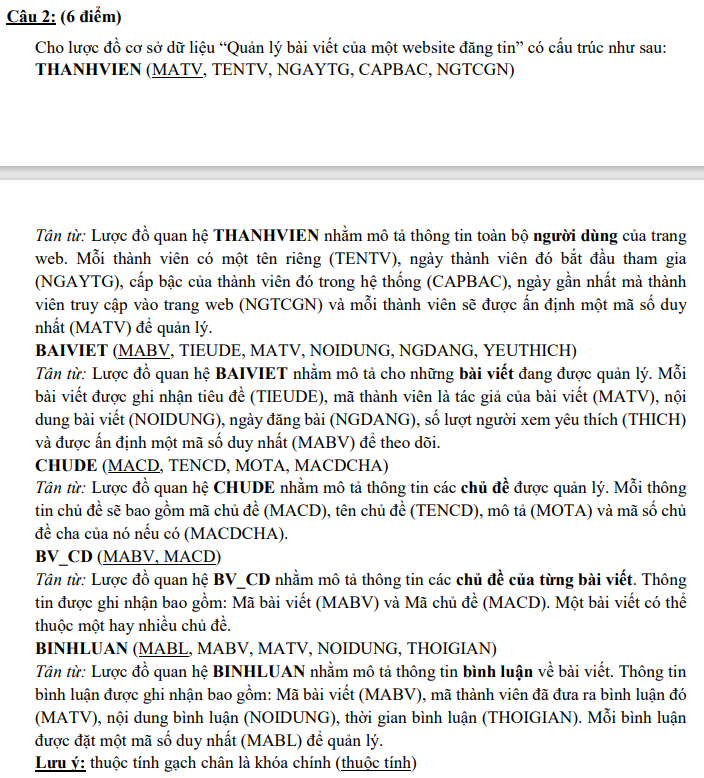 Câu 2: (6 điểm)
Cho lược đồ cơ sở dữ liệu “Quản lý bài viết của một website đăng tin” có cấu trúc như sau:
THANHVIEN (MATV, TENTV, NGAYTG, CAPBAC, NGTCGN)
Tân từ: Lược đồ quan hệ THANHVIEN nhằm mô tả thông tin toàn bộ người dùng của trang
web. Mỗi thành viên có một tên riêng (TENTV), ngày thành viên đó bắt đầu tham gia
(NGAYTG), cấp bậc của thành viên đó trong hệ thống (CAPBAC), ngày gần nhất mà thành
viên truy cập vào trang web (NGTCGN) và mỗi thành viên sẽ được ấn định một mã số duy
nhất (MATV) để quản lý.
BAIVIET (MABV, TIEUDE, MATV, NOIDUNG, NGDANG, YEUTHICH)
Tân từ: Lược đồ quan hệ BAIVIET nhằm mô tả cho những bài viết đang được quản lý. Mỗi
bài viết được ghi nhận tiêu đề (TIEUDE), mã thành viên là tác giả của bài viết (MATV), nội
dung bài viết (NOIDUNG), ngày đăng bài (NGDANG), số lượt người xem yêu thích (THICH)
và được ấn định một mã số duy nhất (MABV) để theo dõi.
CHUDE (MACD, TENCD, MOTA, MACDCHA)
Tân từ: Lược đồ quan hệ CHUDE nhằm mô tả thông tin các chủ đề được quản lý. Mỗi thông
tin chủ đề sẽ bao gồm mã chủ đề (MACD), tên chủ đề (TENCD), mô tả (MOTA) và mã số chủ
đề cha của nó nếu có (MACDCHA).
BV_CD (MABV, MACD)
Tân từ: Lược đồ quan hệ BV_CD nhằm mô tả thông tin các chủ đề của từng bài viết. Thông
tin được ghi nhận bao gồm: Mã bài viết (MABV) và Mã chủ đề (MACD). Một bài viết có thể
thuộc một hay nhiều chủ đề.
BINHLUAN (MABL, MABV, MATV, NOIDUNG, THOIGIAN)
Tân từ: Lược đồ quan hệ BINHLUAN nhằm mô tả thông tin bình luận về bài viết. Thông tin
bình luận được ghi nhận bao gồm: Mã bài viết (MABV), mã thành viên đã đưa ra bình luận đó
(MATV), nội dung bình luận (NOIDUNG), thời gian bình luận (THOIGIAN). Mỗi bình luận
được đặt một mã số duy nhất (MABL) để quản lý.
Lưu ý: thuộc tính gạch chân là khóa chính (thuộc tính)